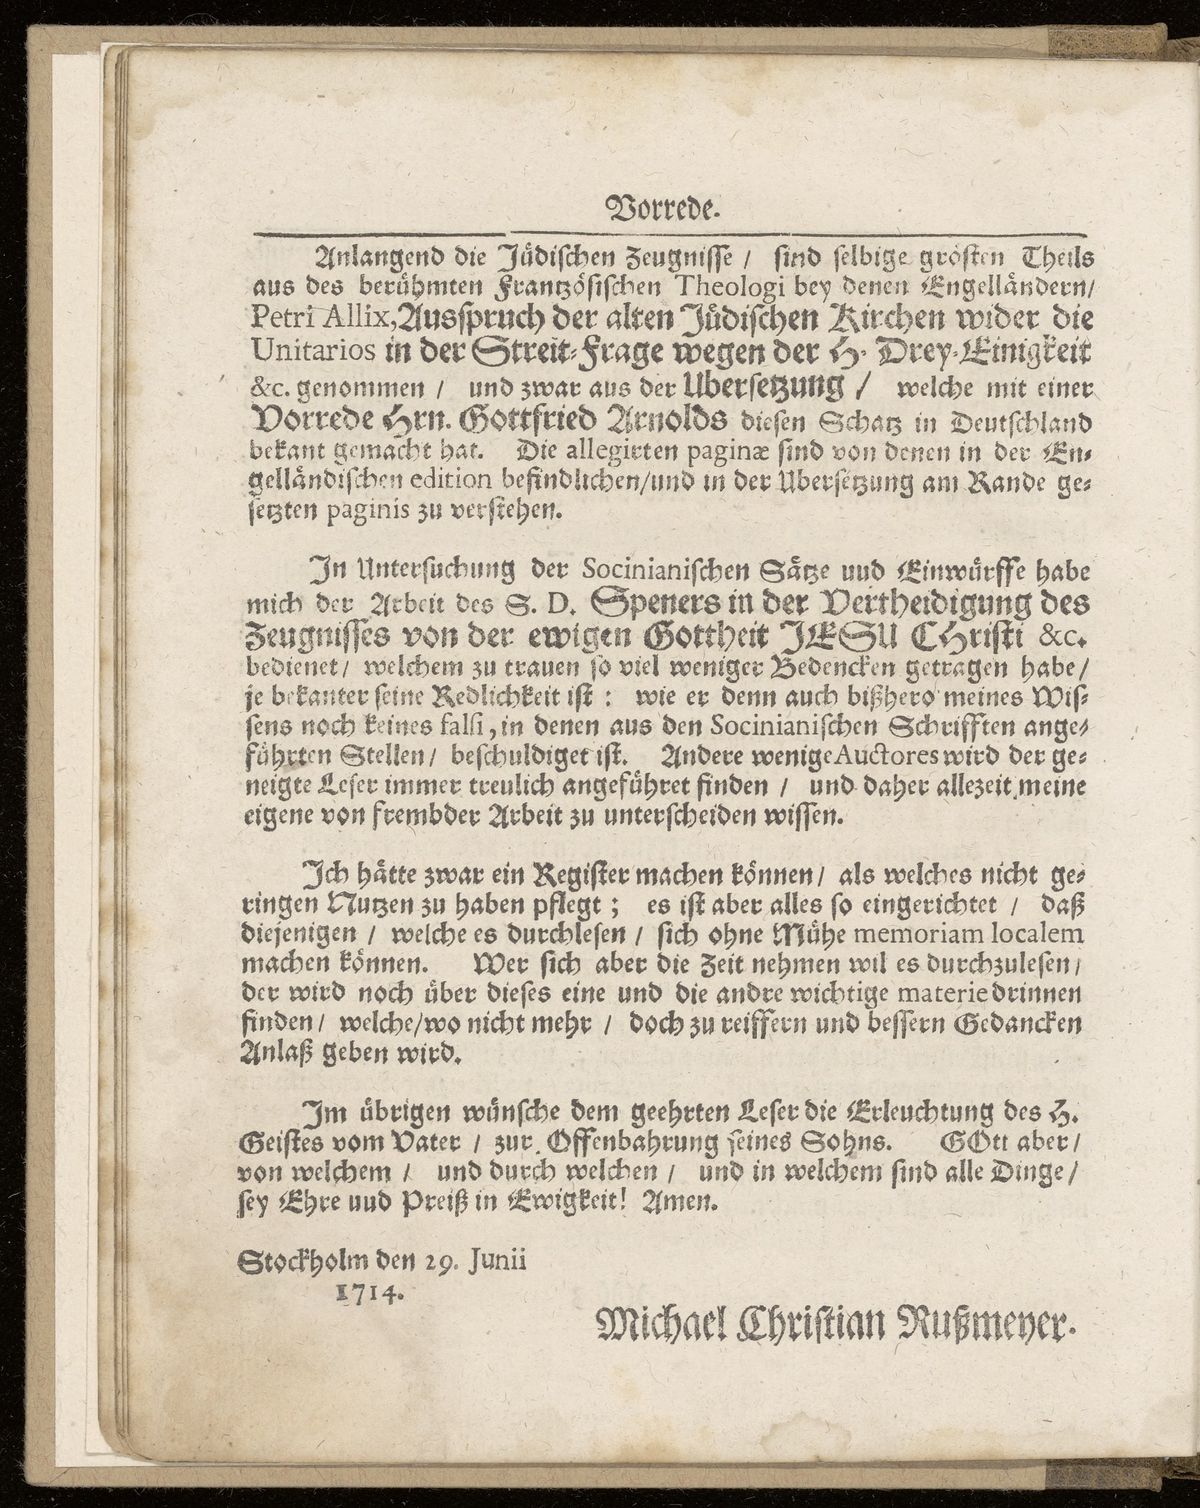 Vorrede.
Anlangend die Jüdischen Zeugnisse / sind selbige grösten Theils
aus des berühmten Frantzösischen Theologi bey denen Engelländern/
Petri Allix, Ausspruch der alten Jüdischen Kirchen wider die
Unitarios in der Streit-Frage wegen der H. Drey-Einigkeit
&c. genommen / und zwar aus der Ubersetzung / welche mit einer
Vorrede Hrn. Gottfried Arnolds diesen Schatz in Deutschland
bekant gemacht hat. Die allegirten paginæ sind von denen in der En-
gelländischen edition befindlichen/und in der Ubersetzung am Rande ge-
setzten paginis zu verstehen.
In Untersuchung der Socinianischen Sätze uud Einwürffe habe
mich der Arbeit des S. D. Speners in der Vertheidigung des
Zeugnisses von der ewigen Gottheit JESU CHristi &c.
bedienet/ welchem zu trauen so viel weniger Bedencken getragen habe/
je bekanter seine Redlichkeit ist : wie er denn auch bißhero meines Wis-
sens noch keines falsi, in denen aus den Socinianischen Schrifften ange-
führten Stellen/ beschuldiget ist. Andere wenige Auctores wird der ge-
neigte Leser immer treulich angeführet finden / und daher allezeit meine
eigene von frembder Arbeit zu unterscheiden wissen.
Ich hätte zwar ein Register machen können/ als welches nicht ge-
ringen Nutzen zu haben pflegt ; es ist aber alles so eingerichtet / daß
diejenigen / welche es durchlesen / sich ohne Mühe memoriam localem
machen können. Wer sich aber die Zeit nehmen wil es durchzulesen/
der wird noch über dieses eine und die andre wichtige materie drinnen
finden/ welche/wo nicht mehr / doch zu reiffern und bessern Gedancken
Anlaß geben wird.
Im übrigen wünsche dem geehrten Leser die Erleuchtung des H.
Geistes vom Vater / zur Offenbahrung seines Sohns. GOtt aber/
von welchem / und durch welchen / und in welchem sind alle Dinge/
sey Ehre uud Preiß in Ewigkeit! Amen.
Stockholm den 29. Junii
1714.
Michael Christian Rußmeyer.